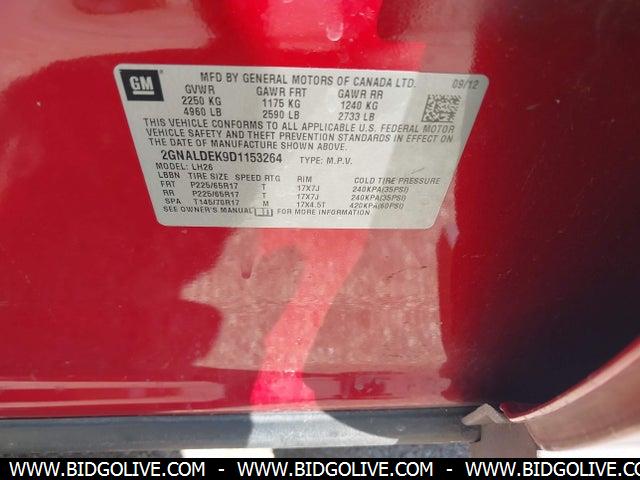 GM
MFD BY GENERAL MOTORS OF CANADA LTD. 09/12
GVWR GAWR FRT GAWR RR
2250 KG 1175 KG 1240 KG
4960 LB 2590 LB 2733 LB
THIS VEHICLE CONFORMS TO ALL APPLICABLE U.S. FEDERAL MOTOR
VEHICLE SAFETY AND THEFT PREVENTION STANDARDS IN EFFECT ON
THE DATE OF MANUFACTURE SHOWN ABOVE.
2GNALDEK9D1153264 TYPE: M.P.V.
MODEL: LH26
LBBN TIRE SIZE SPEED RTG RIM COLD TIRE PRESSURE
FRT P225/65R17 T 17X7J 240KPA(35PSI)
RR P225/65R17 T 17X7J 240KPA(35PSI)
SPA T145/70R17 M 17X4.5T 420KPA(60PSI)
SEE OWNER'S MANUAL FOR MORE INFORMATION
WWW.BIDGOLIVE.COM - WWW.BIDGOLIVE.COM - WWW.BIDGOLIVE.COM - WWW.BIDGOLIVE.COM